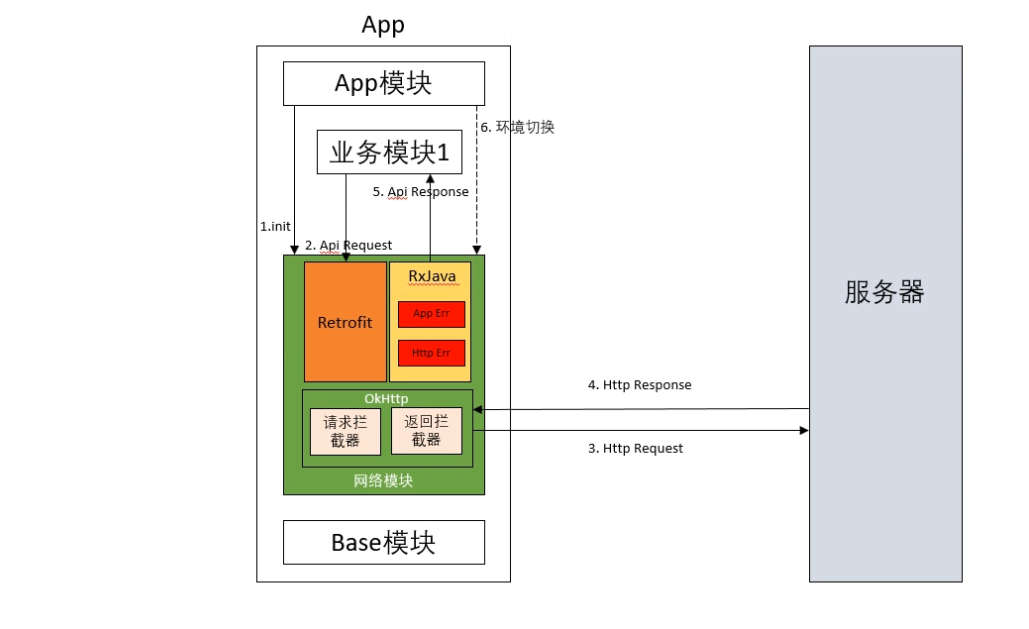 App
App模块
6. 环境切换
业务模块1
5. Api Response
1.init
2. Api Request
RxJava
App Err
Retrofit
Http Err
服务器
4. Http Response
OkHttp
请求拦
截器
返回拦
截器
3. Http Request
网络模块
Base模块